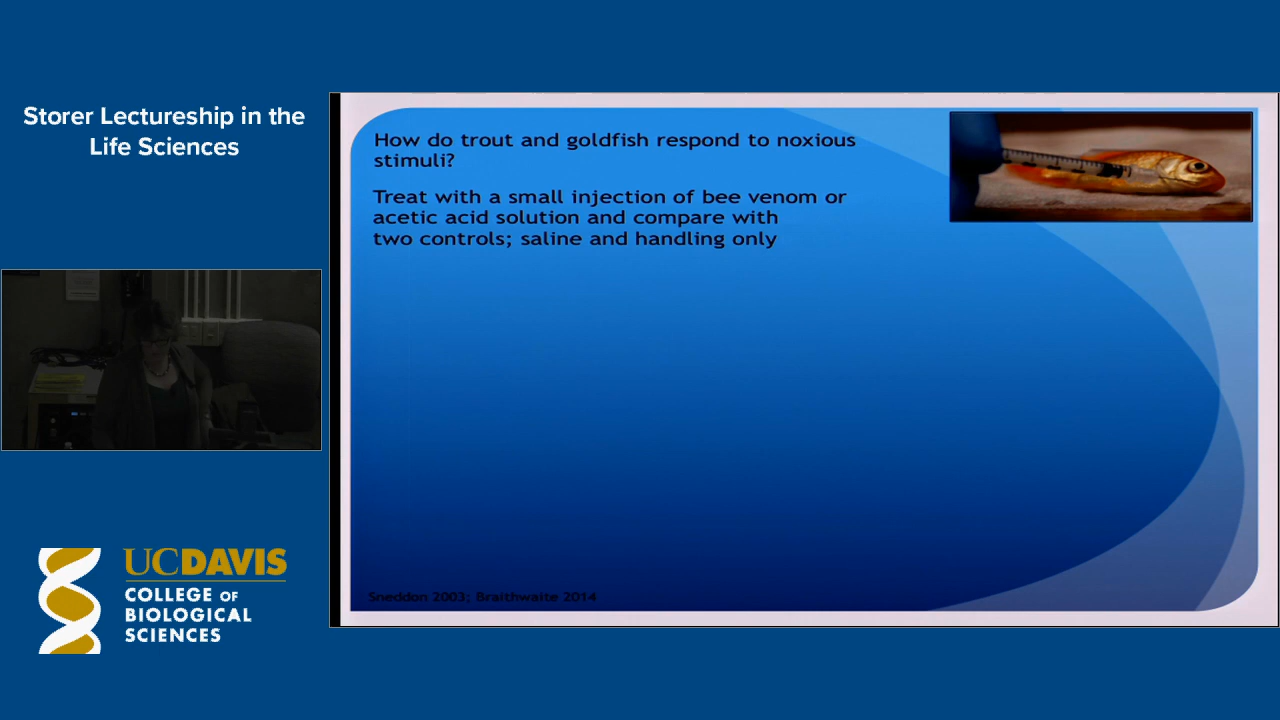 Storer Lectureship in the
Life Sciences
How do trout and goldfish respond to noxious
stimuli?
Treat with a small injection of bee venom or
acetic acid solution and compare with
two controls; saline and handling only
Sneddon 2003; Braithwaite 2014
UCDAVIS
COLLEGE OF
BIOLOGICAL
SCIENCES